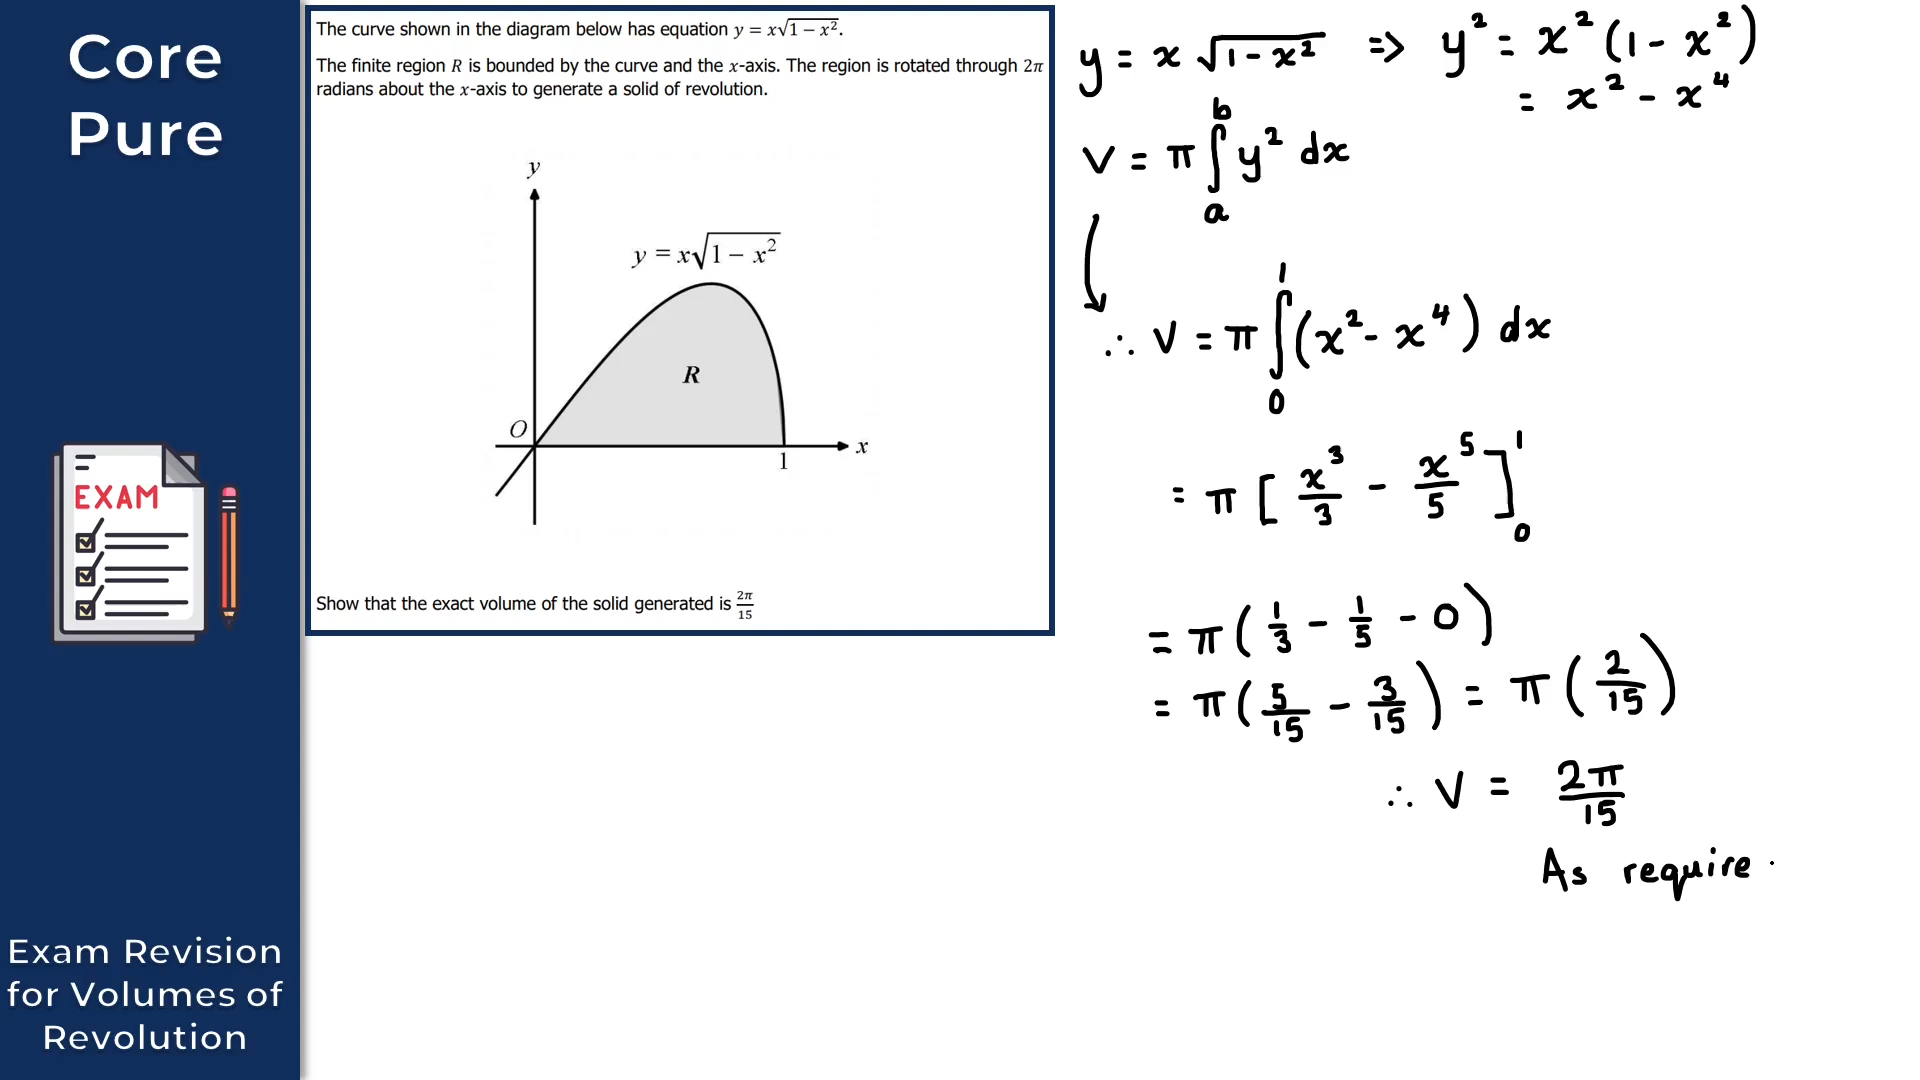 Core
Pure
EXAM
Exam Revision
for Volumes of
Revolution
The curve shown in the diagram below has equation y = x√(1 − x²).
The finite region R is bounded by the curve and the x-axis. The region is rotated through 2π
radians about the x-axis to generate a solid of revolution.
y
y = x√(1 − x²)
R
O
x
1
Show that the exact volume of the solid generated is 2π/15
y = x √(1 - x²) ⇒ y² = x² (1 - x²)
= x² - x⁴
V = π ∫ₐᵇ y² dx
∴ V = π ∫₀¹ (x² - x⁴) dx
= π [ x³/3 - x⁵/5 ]₀¹
= π ( 1/3 - 1/5 - 0 )
= π ( 5/15 - 3/15 ) = π ( 2/15 )
∴ V = 2π/15
As require